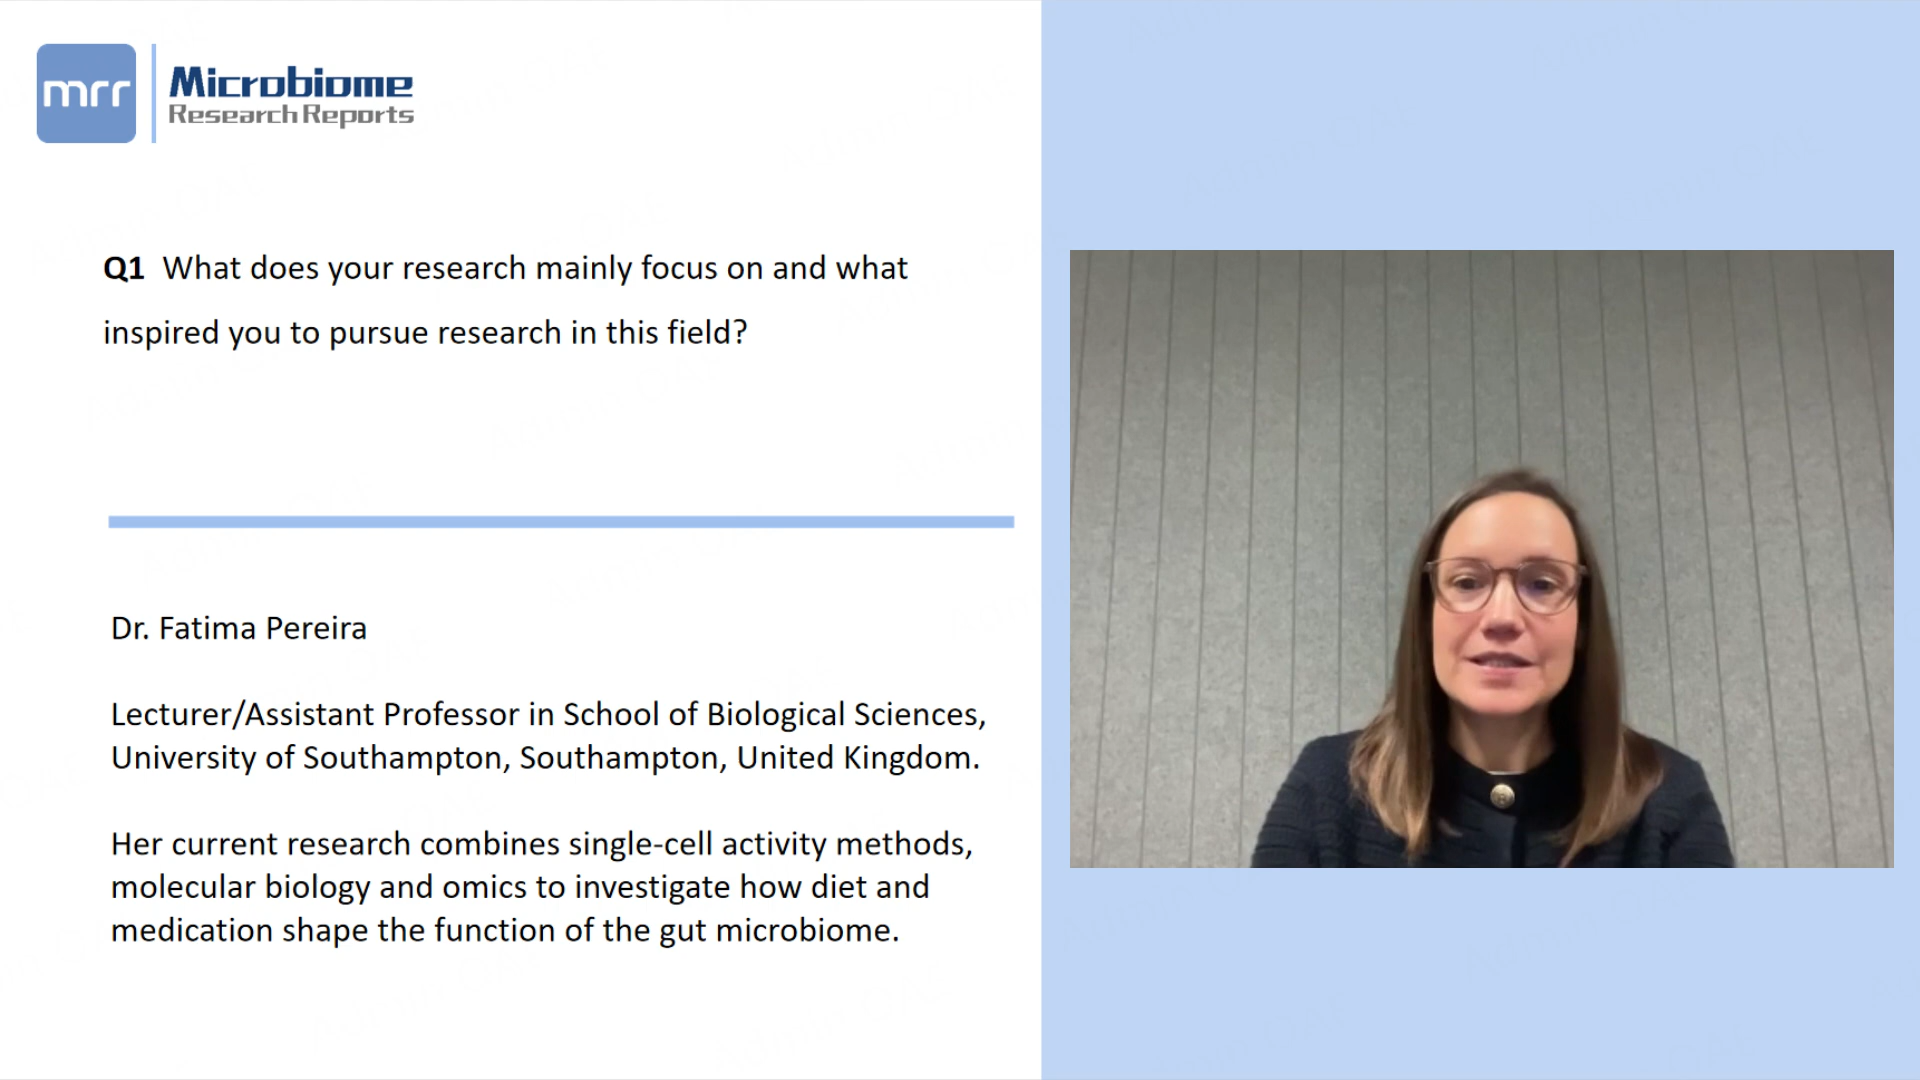 mrr
Microbiome
Research Reports
Q1 What does your research mainly focus on and what
inspired you to pursue research in this field?
Dr. Fatima Pereira
Lecturer/Assistant Professor in School of Biological Sciences,
University of Southampton, Southampton, United Kingdom.
Her current research combines single-cell activity methods,
molecular biology and omics to investigate how diet and
medication shape the function of the gut microbiome.